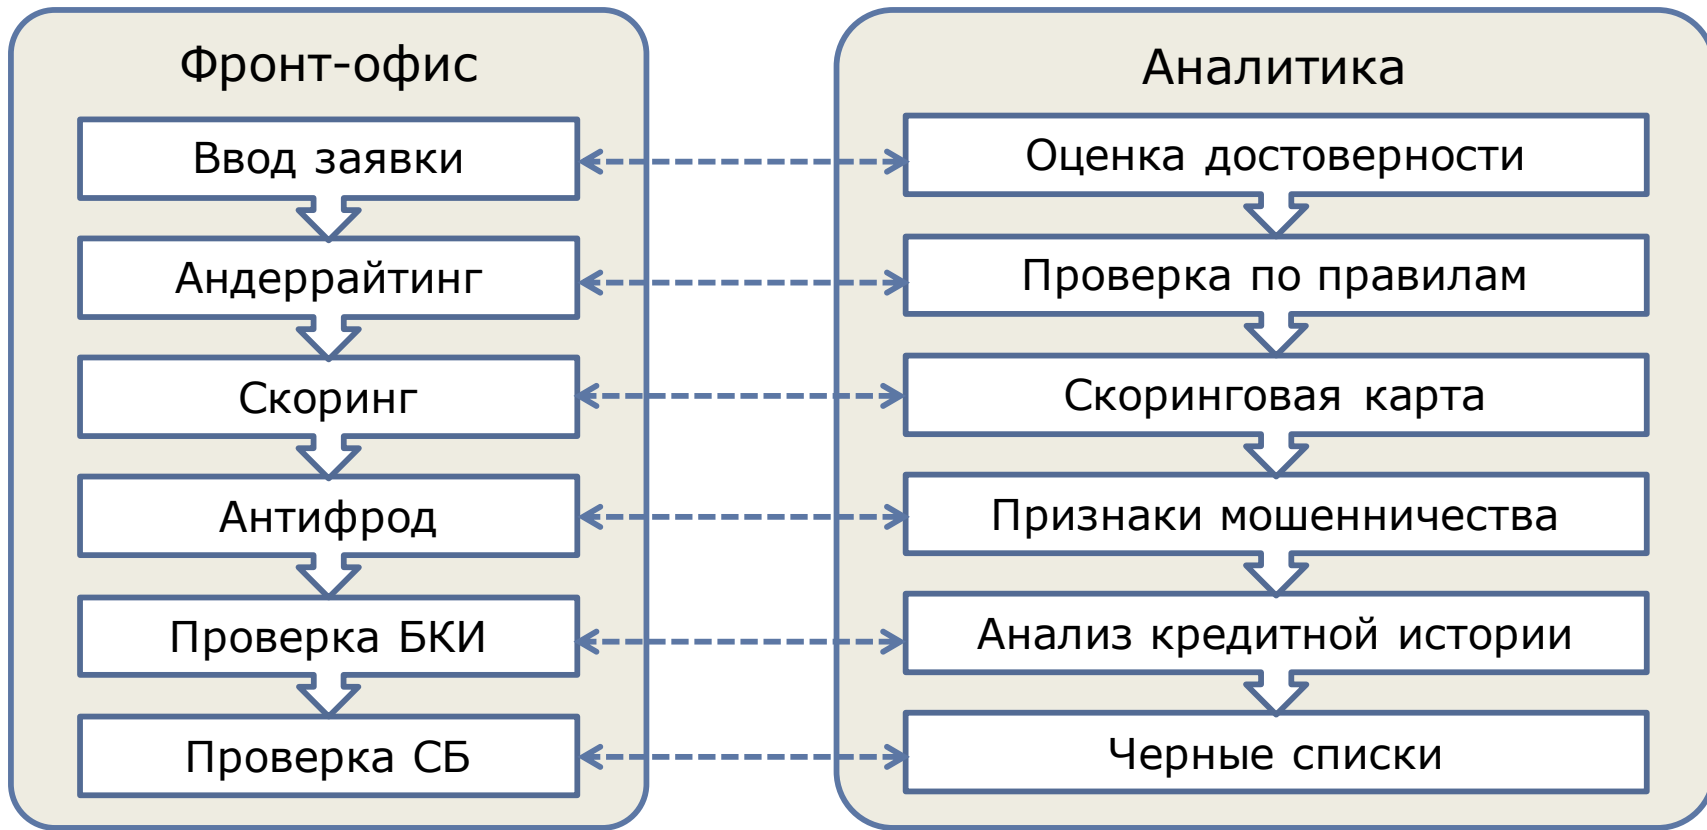 Фронт-офис
Ввод заявки
Андеррайтинг
Скоринг
Антифрод
Проверка БКИ
Проверка СБ
Аналитика
Оценка достоверности
Проверка по правилам
Скоринговая карта
Признаки мошенничества
Анализ кредитной истории
Черные списки